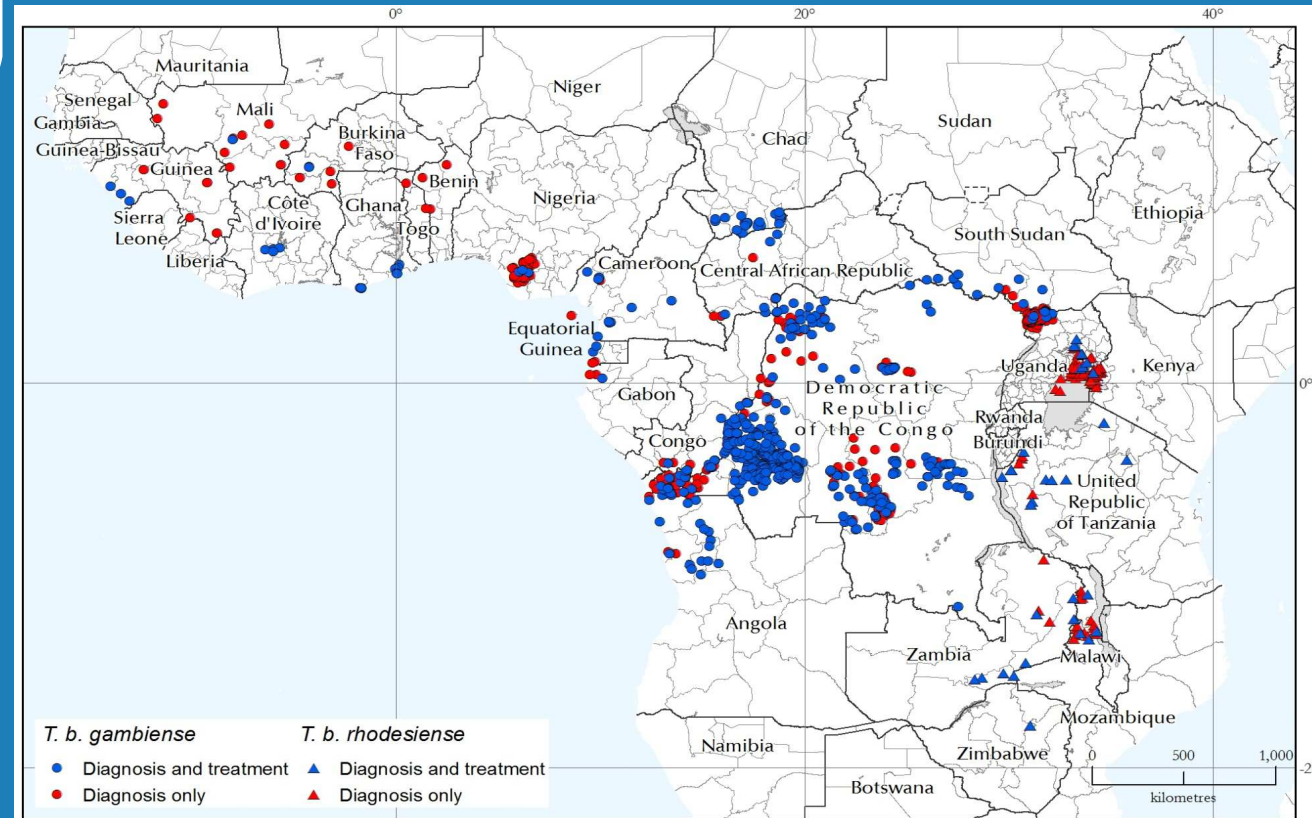 0°
20°
40°
Mauritania
Senegal
Gambia
Guinea-Bissau
Guinea
Sierra
Leone
Liberia
Mali
Burkina
Faso
Côte
d'Ivoire
Ghana
Togo
Benin
Niger
Nigeria
Chad
Cameroon
Central African Republic
Sudan
South Sudan
Ethiopia
Equatorial
Guinea
Gabon
Congo
Democratic
Republic
of the Congo
Uganda
Kenya
0°
Rwanda
Burundi
United
Republic
of Tanzania
Angola
Zambia
Malawi
Mozambique
Zimbabwe
Namibia
Botswana
T. b. gambiense
Diagnosis and treatment
Diagnosis only
T. b. rhodesiense
Diagnosis and treatment
Diagnosis only
0 500 1,000
kilometres